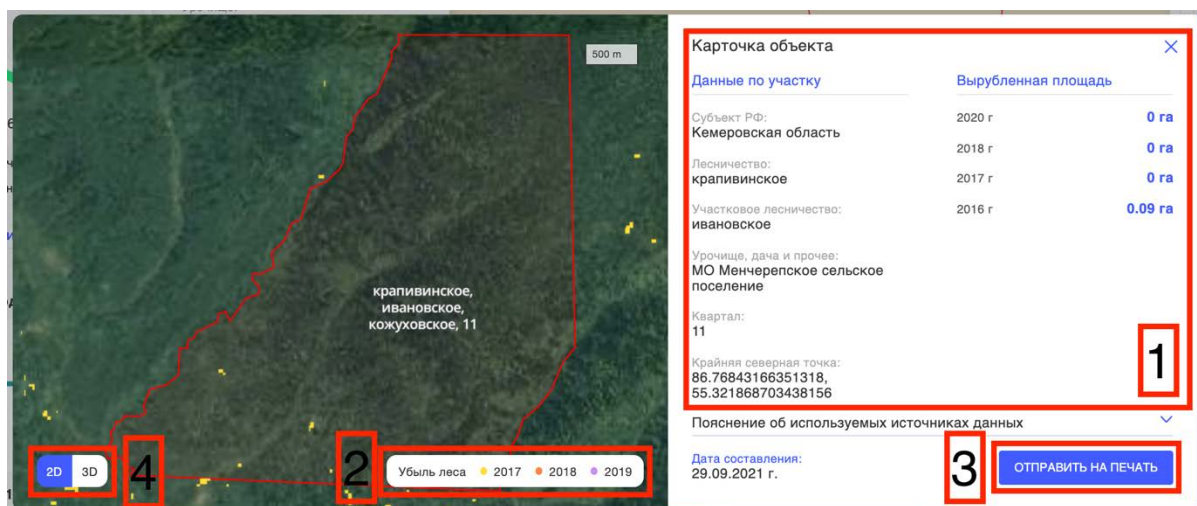 500 m
крапивинское,
ивановское,
кожуховское, 11
2D 3D
4
2
Убыль леса 2017 2018 2019
Карточка объекта
Данные по участку
Субъект РФ:
Кемеровская область
Лесничество:
крапивинское
Участковое лесничество:
ивановское
Урочище, дача и прочее:
МО Менчерепское сельское
поселение
Квартал:
11
Крайняя северная точка:
86.76843166351318,
55.321868703438156
Вырубленная площадь
2020 г 0 га
2018 г 0 га
2017 г 0 га
2016 г 0.09 га
1
Пояснение об используемых источниках данных
Дата составления:
29.09.2021 г.
3
ОТПРАВИТЬ НА ПЕЧАТЬ